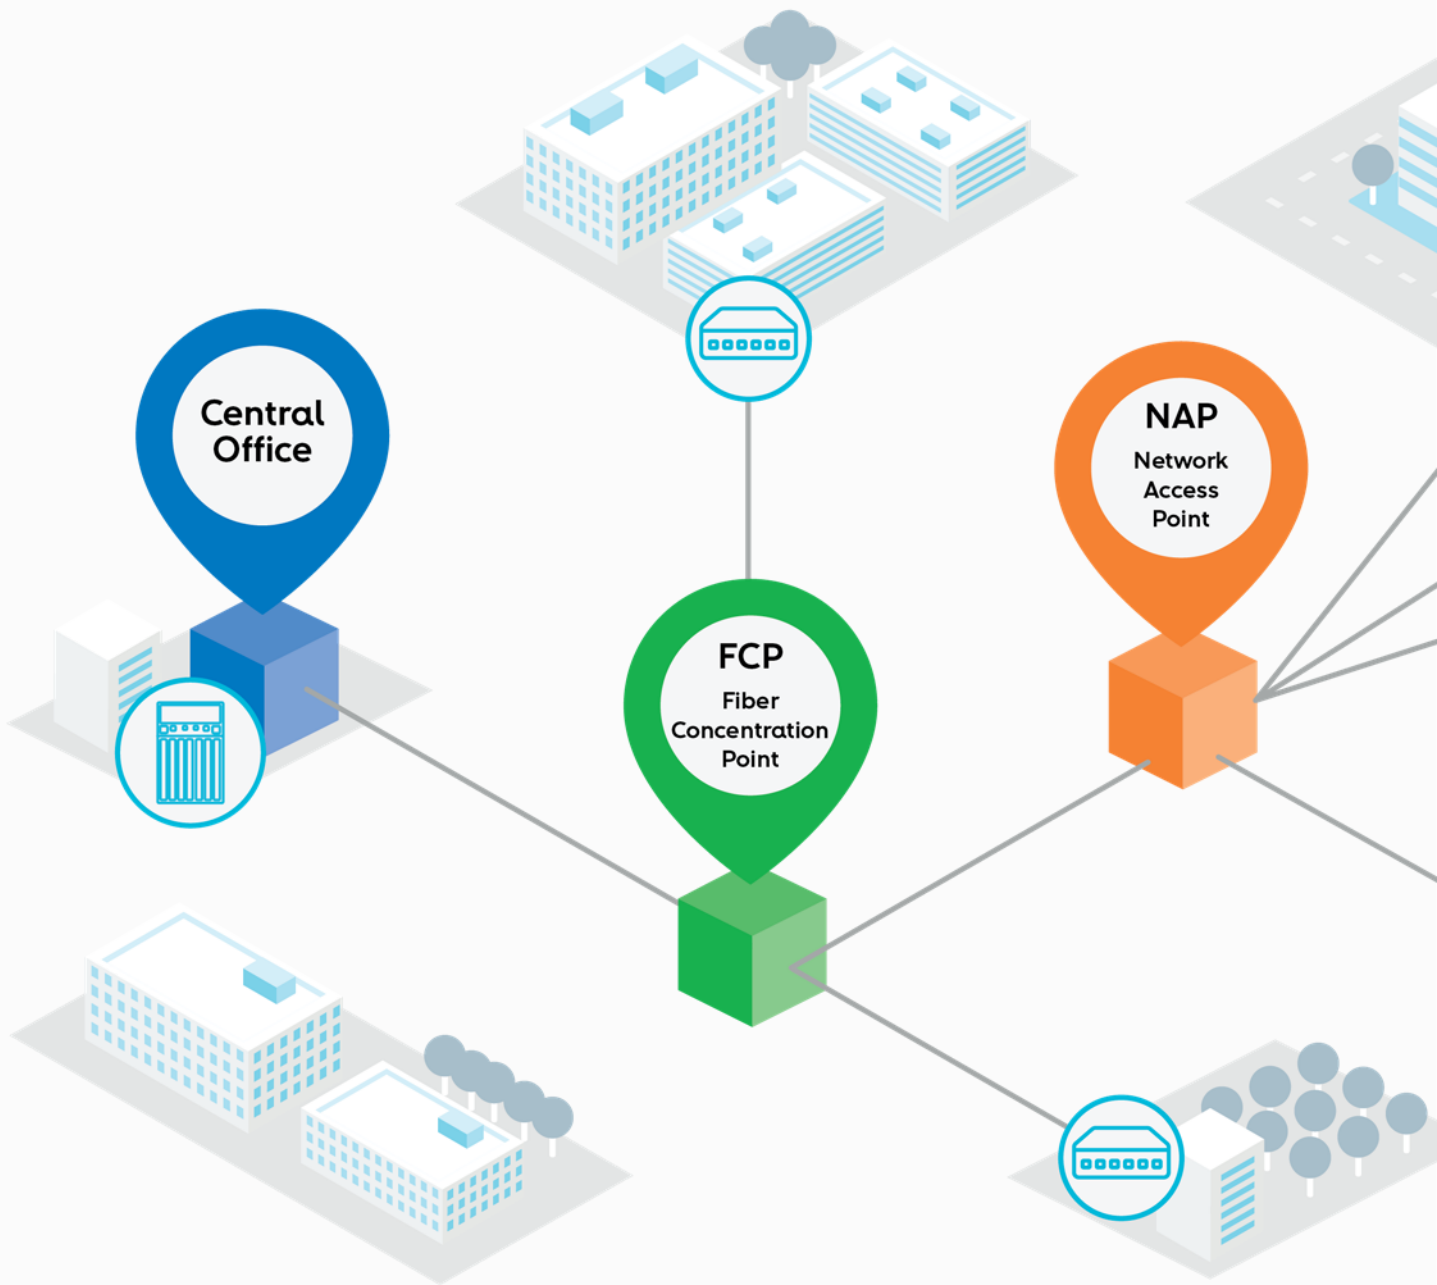 Central
Office
FCP
Fiber
Concentration
Point
NAP
Network
Access
Point